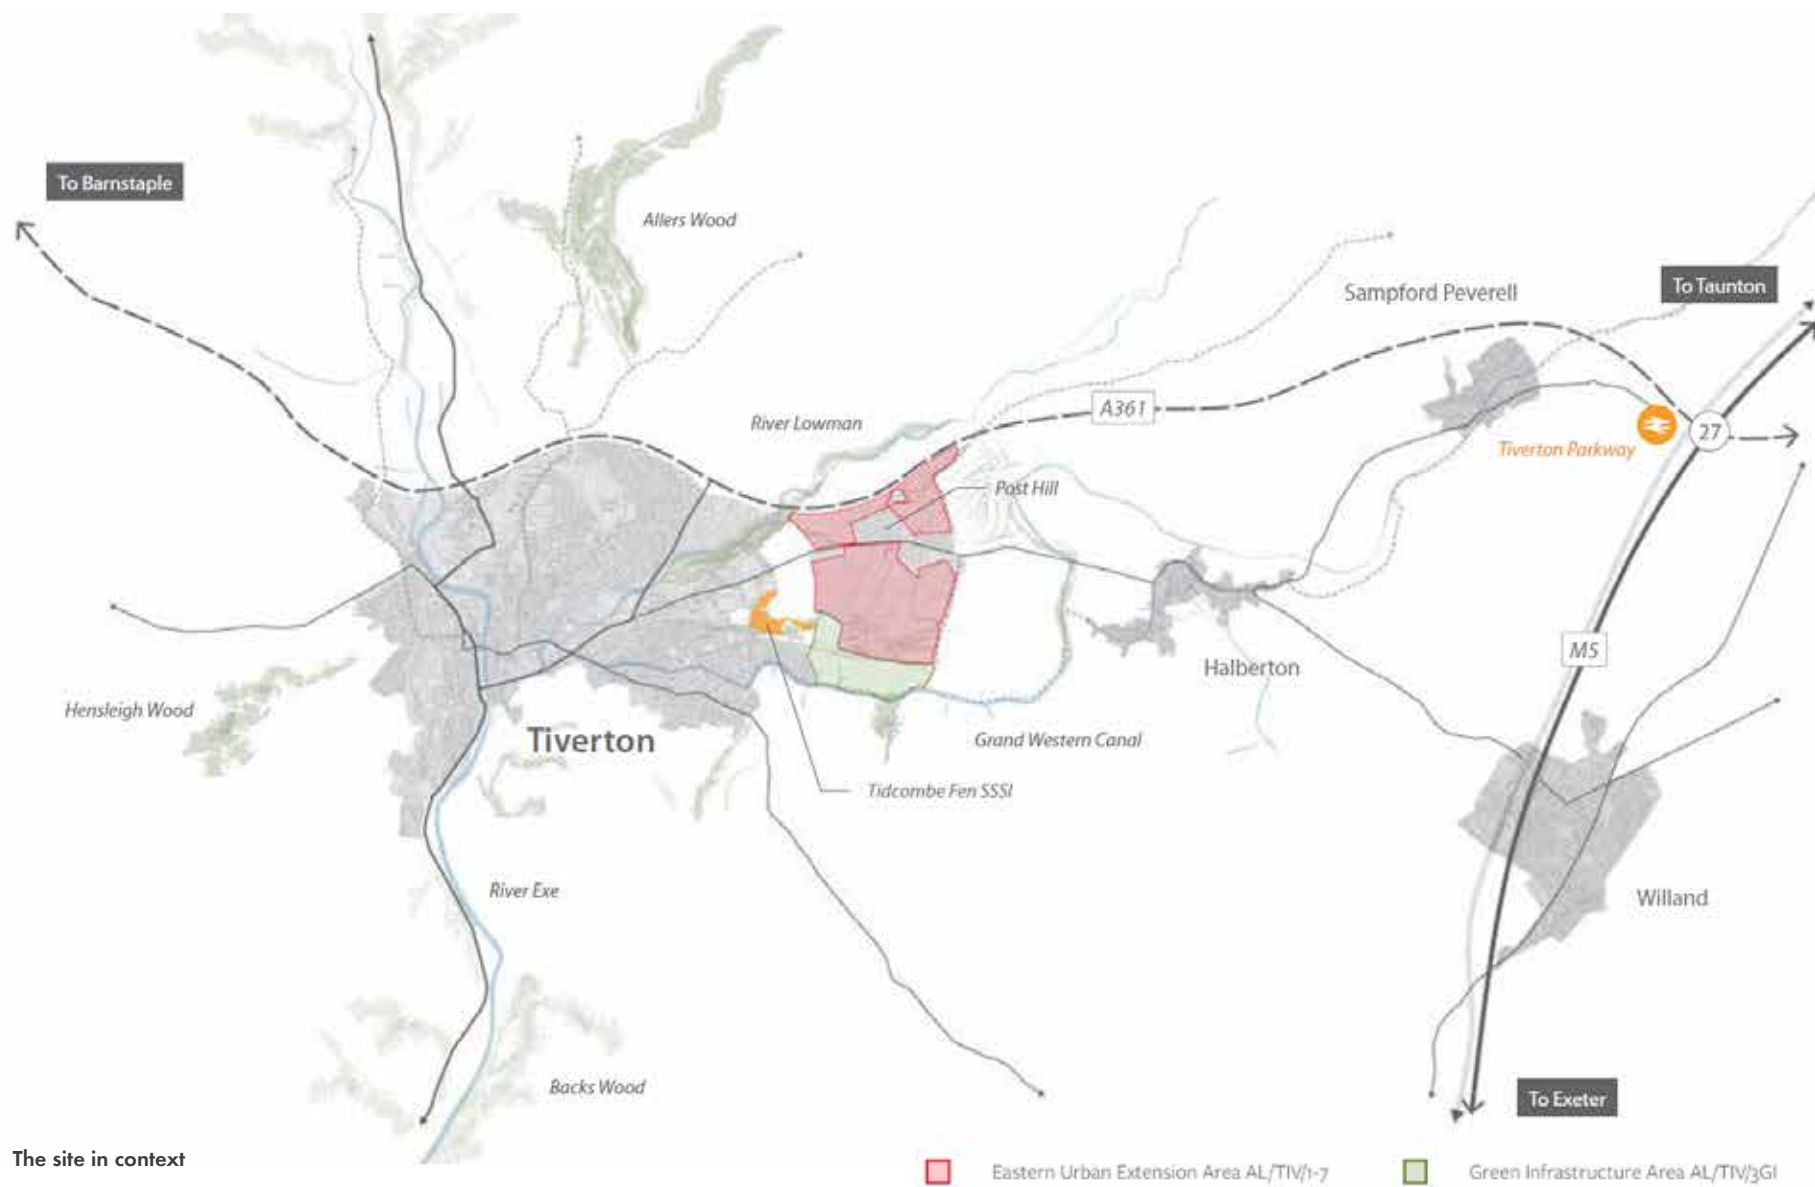 To Barnstaple
Allers Wood
Sampford Peverell
To Taunton
A361
River Lowman
27
Tiverton Parkway
Post Hill
M5
Halberton
Hensleigh Wood
Tiverton
Grand Western Canal
Tidcombe Fen SSSI
River Exe
Willand
Backs Wood
To Exeter
The site in context
Eastern Urban Extension Area AL/TIV/1-7
Green Infrastructure Area AL/TIV/3GI